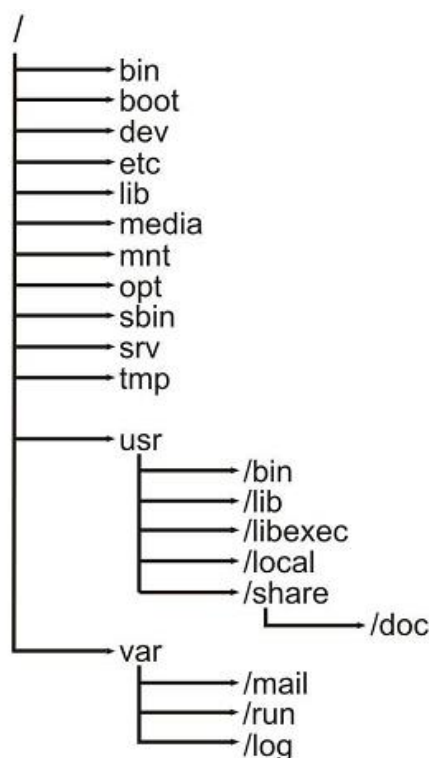 /
bin
boot
dev
etc
lib
media
mnt
opt
sbin
srv
tmp
usr
/bin
/lib
/libexec
/local
/share
/doc
var
/mail
/run
/log